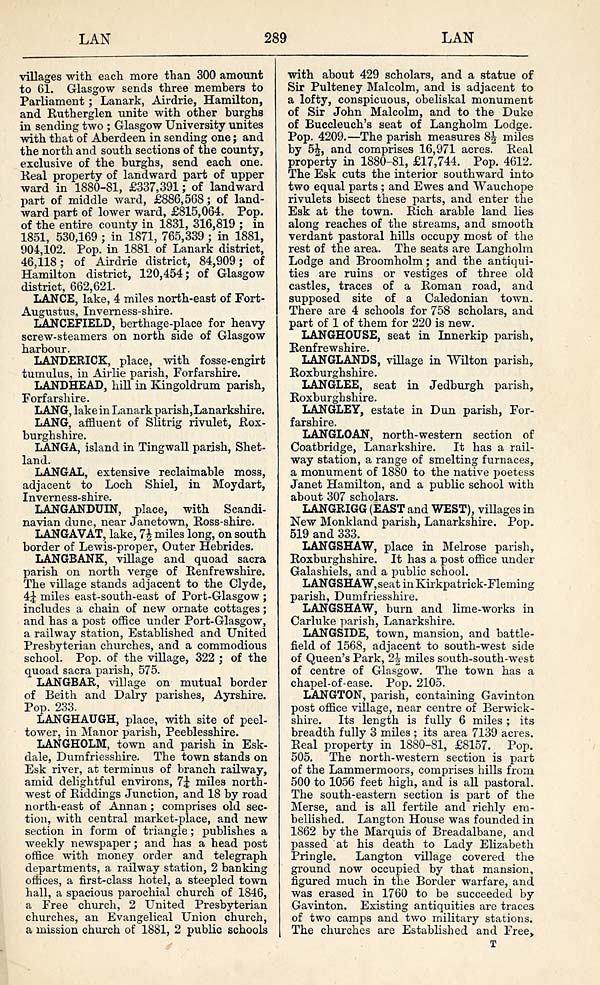 LAN 289 LAN
villages with each more than 300 amount
to 61. Glasgow sends three members to
Parliament; Lanark, Airdrie, Hamilton,
and Rutherglen unite with other burghs
in sending two; Glasgow University unites
with that of Aberdeen in sending one; and
the north and south sections of the county,
exclusive of the burghs, send each one.
Real property of landward part of upper
ward in 1880-81, £337,391; of landward
part of middle ward, £886,568; of land-
ward part of lower ward, £815,064. Pop.
of the entire county in 1831, 316,819; in
1851, 530,169; in 1871, 765,339; in 1881,
904,102. Pop. in 1881 of Lanark district,
46,118; of Airdrie district, 84,909; of
Hamilton district, 120,454; of Glasgow
district, 662,621.
LANCE, lake, 4 miles north-east of Fort-
Augustus, Inverness-shire.
LANCEFIELD, berthage-place for heavy
screw-steamers on north side of Glasgow
harbour.
LANDERICK, place, with fosse-engirt
tumulus, in Airlie parish, Forfarshire.
LANDHEAD, hill in Kingoldrum parish,
Forfarshire.
LANG, lake in Lanark parish, Lanarkshire.
LANG, affluent of Slitrig rivulet, Rox-
burghshire.
LANGA, island in Tingwall parish, Shet-
land.
LANGAL, extensive reclaimable moss,
adjacent to Loch Shiel, in Moydart,
Inverness-shire.
LANGANDUIN, place, with Scandi-
navian dune, near Janetown, Ross-shire.
LANGAVAT, lake, 7½ miles long, on south
border of Lewis-proper, Outer Hebrides.
LANGBANK, village and quoad sacra
parish on north verge of Renfrewshire.
The village stands adjacent to the Clyde,
4¼ miles east-south-east of Port-Glasgow;
includes a chain of new ornate cottages;
and has a post office under Port-Glasgow,
a railway station, Established and United
Presbyterian churches, and a commodious
school. Pop. of the village, 322; of the
quoad sacra parish, 575.
LANGBAR, village on mutual border
of Beith and Dalry parishes, Ayrshire.
Pop. 233.
LANGHAUGH, place, with site of peel-
tower, in Manor parish, Peeblesshire.
LANGHOLM, town and parish in Esk-
dale, Dumfriesshire. The town stands on
Esk river, at terminus of branch railway,
amid delightful environs, 7¼ miles north-
west of Riddings Junction, and 18 by road
north-east of Annan; comprises old sec-
tion, with central market-place, and new
section in form of triangle; publishes a
weekly newspaper; and has a head post
office with money order and telegraph
departments, a railway station, 2 banking
offices, a first-class hotel, a steepled town
hall, a spacious parochial church of 1846,
a Free church, 2 United Presbyterian
churches, an Evangelical Union church,
a mission church of 1881, 2 public schools
with about 429 scholars, and a statue of
Sir Pulteney Malcolm, and is adjacent to
a lofty, conspicuous, obeliskal monument
of Sir John Malcolm, and to the Duke
of Buccleuch's seat of Langholm Lodge.
Pop. 4209.—The parish measures 8½ miles
by 5½, and comprises 16,971 acres. Real
property in 1880-81, £17,744. Pop. 4612.
The Esk cuts the interior southward into
two equal parts; and Ewes and Wauchope
rivulets bisect these parts, and enter the
Esk at the town. Rich arable land lies
along reaches of the streams, and smooth
verdant pastoral hills occupy most of the
rest of the area. The seats are Langholm
Lodge and Broomholm; and the antiqui-
ties are ruins or vestiges of three old
castles, traces of a Roman road, and
supposed site of a Caledonian town.
There are 4 schools for 758 scholars, and
part of 1 of them for 220 is new.
LANGHOUSE, seat in Innerkip parish,
Renfrewshire.
LANGLANDS, village in Wilton parish,
Roxburghshire.
LANGLEE, seat in Jedburgh parish,
Roxburghshire.
LANGLEY, estate in Dun parish, For-
farshire.
LANGLOAN, north-western section of
Coatbridge, Lanarkshire. It has a rail-
way station, a range of smelting furnaces,
a monument of 1880 to the native poetess
Janet Hamilton, and a public school with
about 307 scholars.
LANGRIGG (EAST and WEST), villages in
New Monkland parish, Lanarkshire. Pop.
519 and 333.
LANGSHAW, place in Melrose parish,
Roxburghshire. It has a post office under
Galashiels, and a public school.
LANGSHAW, seat in Kirkpatrick-Fleming
parish, Dumfriesshire.
LANGSHAW, burn and lime-works in
Carluke parish, Lanarkshire.
LANGSIDE, town, mansion, and battle-
field of 1568, adjacent to south-west side
of Queen's Park, 2½ miles south-south-west
of centre of Glasgow. The town has a
chapel-of-ease. Pop. 2105.
LANGTON, parish, containing Gavinton
post office village, near centre of Berwick-
shire. Its length is fully 6 miles; its
breadth fully 3 miles; its area 7139 acres.
Real property in 1880-81, £8157. Pop.
505. The north-western section is part
of the Lammermoors, comprises hills from
500 to 1056 feet high, and is all pastoral.
The south-eastern section is part of the
Merse, and is all fertile and richly em-
bellished. Langton House was founded in
1862 by the Marquis of Breadalbane, and
passed at his death to Lady Elizabeth
Pringle. Langton village covered the
ground now occupied by that mansion,
figured much in the Border warfare, and
was erased in 1760 to be succeeded by
Gavinton. Existing antiquities are traces
of two camps and two military stations.
The churches are Established and Free,
T